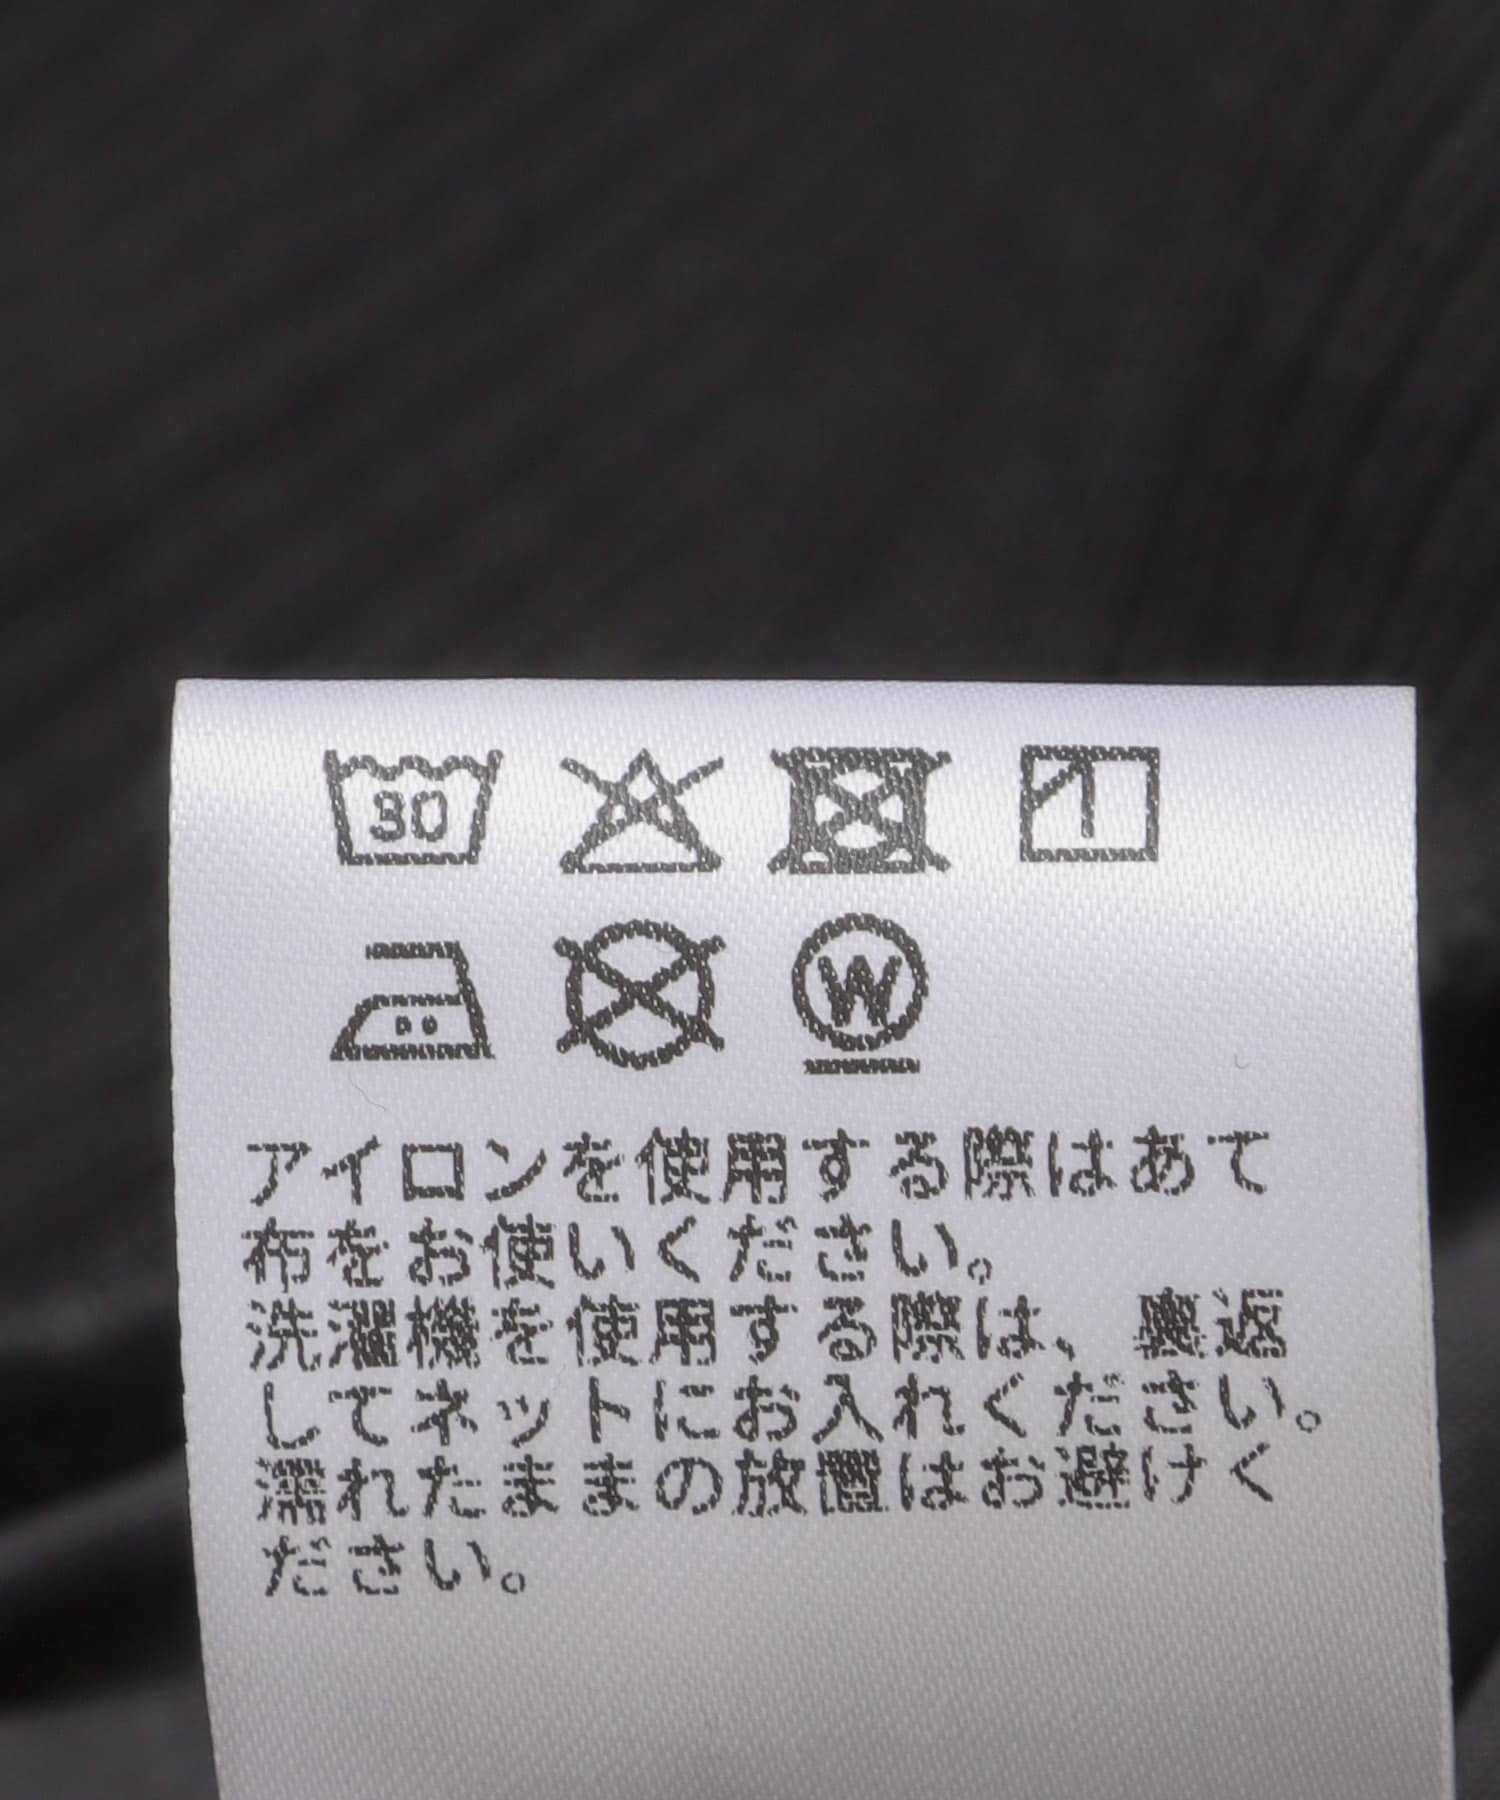 30
W
アイロンを使用する際はあて
布をお使いください。
洗濯機を使用する際は、裏返
してネットにお入れください。
濡れたままの放置はお避けく
ださい。